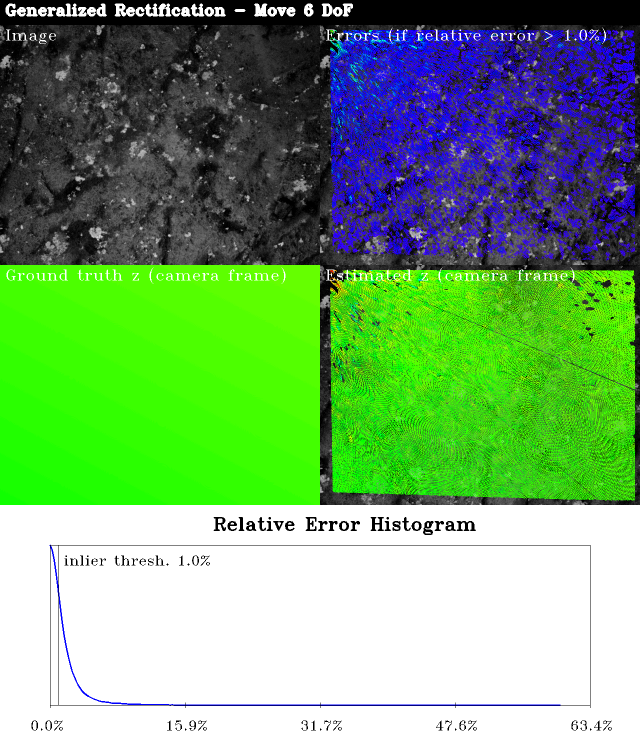 Generalized Rectification - Move 6 DoF
Image
Errors (if relative error > 1.0%)
Ground truth z (camera frame)
Estimated z (camera frame)
Relative Error Histogram
inlier thresh. 1.0%
0.0% 15.9% 31.7% 47.6% 63.4%